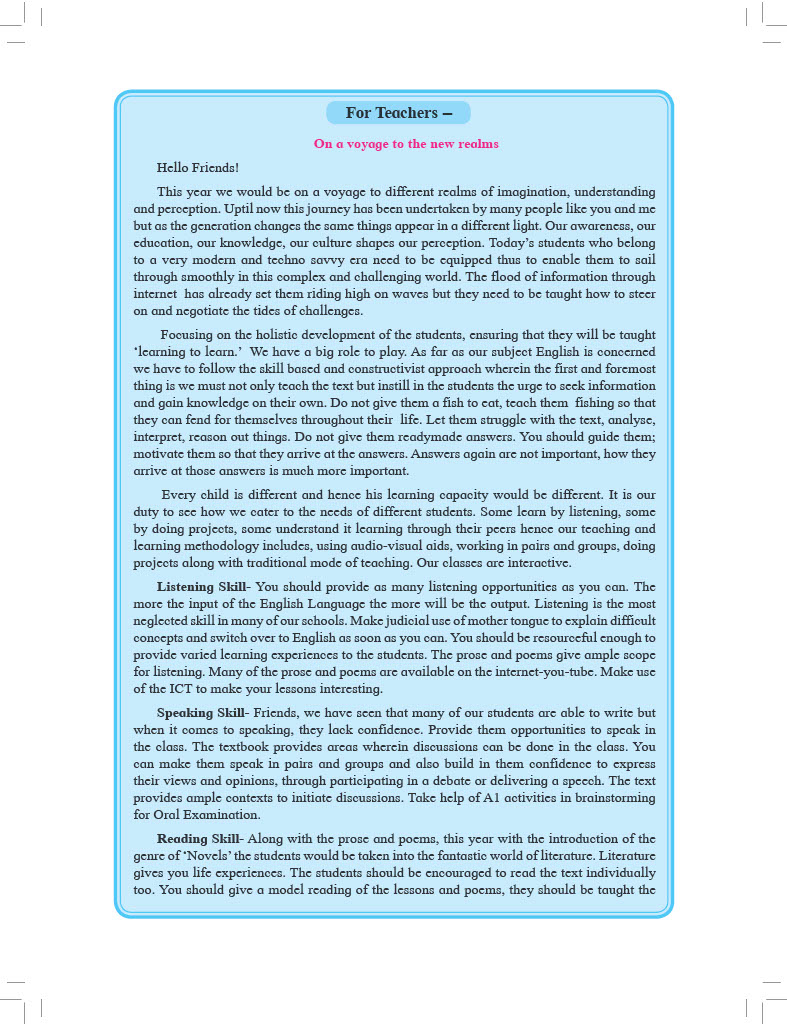 For Teachers –
On a voyage to the new realms
Hello Friends!
This year we would be on a voyage to different realms of imagination, understanding
and perception. Uptil now this journey has been undertaken by many people like you and me
but as the generation changes the same things appear in a different light. Our awareness, our
education, our knowledge, our culture shapes our perception. Today’s students who belong
to a very modern and techno savvy era need to be equipped thus to enable them to sail
through smoothly in this complex and challenging world. The flood of information through
internet has already set them riding high on waves but they need to be taught how to steer
on and negotiate the tides of challenges.
Focusing on the holistic development of the students, ensuring that they will be taught
‘learning to learn.’ We have a big role to play. As far as our subject English is concerned
we have to follow the skill based and constructivist approach wherein the first and foremost
thing is we must not only teach the text but instill in the students the urge to seek information
and gain knowledge on their own. Do not give them a fish to eat, teach them fishing so that
they can fend for themselves throughout their life. Let them struggle with the text, analyse,
interpret, reason out things. Do not give them readymade answers. You should guide them;
motivate them so that they arrive at the answers. Answers again are not important, how they
arrive at those answers is much more important.
Every child is different and hence his learning capacity would be different. It is our
duty to see how we cater to the needs of different students. Some learn by listening, some
by doing projects, some understand it learning through their peers hence our teaching and
learning methodology includes, using audio-visual aids, working in pairs and groups, doing
projects along with traditional mode of teaching. Our classes are interactive.
Listening Skill- You should provide as many listening opportunities as you can. The
more the input of the English Language the more will be the output. Listening is the most
neglected skill in many of our schools. Make judicial use of mother tongue to explain difficult
concepts and switch over to English as soon as you can. You should be resourceful enough to
provide varied learning experiences to the students. The prose and poems give ample scope
for listening. Many of the prose and poems are available on the internet-you-tube. Make use
of the ICT to make your lessons interesting.
Speaking Skill- Friends, we have seen that many of our students are able to write but
when it comes to speaking, they lack confidence. Provide them opportunities to speak in
the class. The textbook provides areas wherein discussions can be done in the class. You
can make them speak in pairs and groups and also build in them confidence to express
their views and opinions, through participating in a debate or delivering a speech. The text
provides ample contexts to initiate discussions. Take help of A1 activities in brainstorming
for Oral Examination.
Reading Skill- Along with the prose and poems, this year with the introduction of the
genre of ‘Novels’ the students would be taken into the fantastic world of literature. Literature
gives you life experiences. The students should be encouraged to read the text individually
too. You should give a model reading of the lessons and poems, they should be taught the